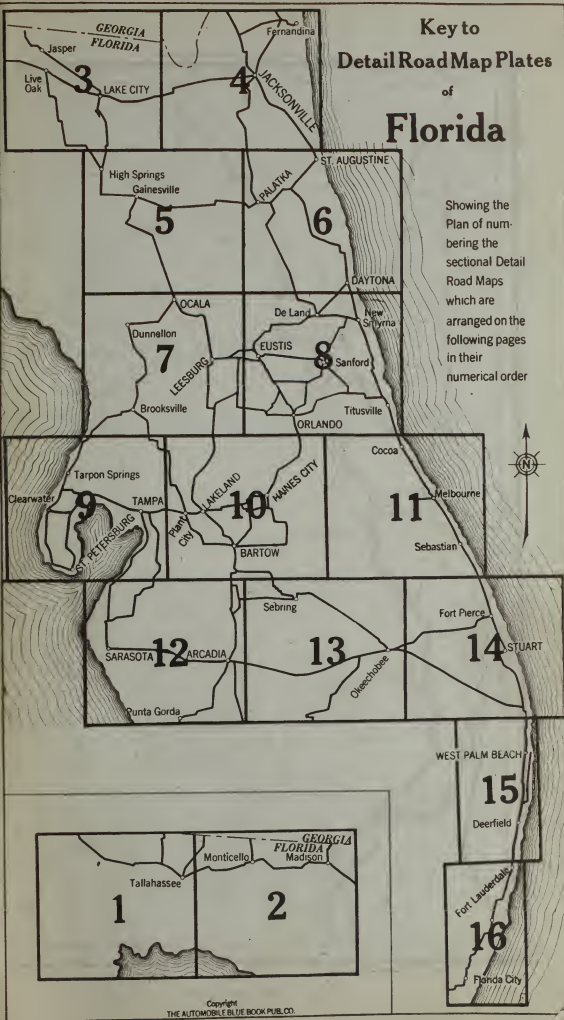 Key to
Detail Road Map Plates
of
Florida
Showing the
Plan of num-
bering the
sectional Detail
Road Maps
which are
arranged on the
following pages
in their
numerical order
N
GEORGIA
FLORIDA
Jasper
Live
Oak
3
LAKE CITY
Fernandina
4
JACKSONVILLE
ST. AUGUSTINE
High Springs
Gainesville
5
PALATKA
6
DAYTONA
OCALA
Dunnellon
7
LEESBURG
Brooksville
De Land
New
Smyrna
EUSTIS
8
Sanford
Titusville
ORLANDO
Tarpon Springs
Clearwater
9
TAMPA
ST. PETERSBURG
Plant
City
LAKELAND
10
HAINES CITY
BARTOW
Cocoa
11
Melbourne
Sebastian
SARASOTA
12
ARCADIA
Punta Gorda
Sebring
13
Okeechobee
Fort Pierce
14
STUART
WEST PALM BEACH
15
Deerfield
Fort Lauderdale
16
Florida City
GEORGIA
FLORIDA
Monticello
Madison
Tallahassee
1
2
Copyright
THE AUTOMOBILE BLUE BOOK PUB. CO.